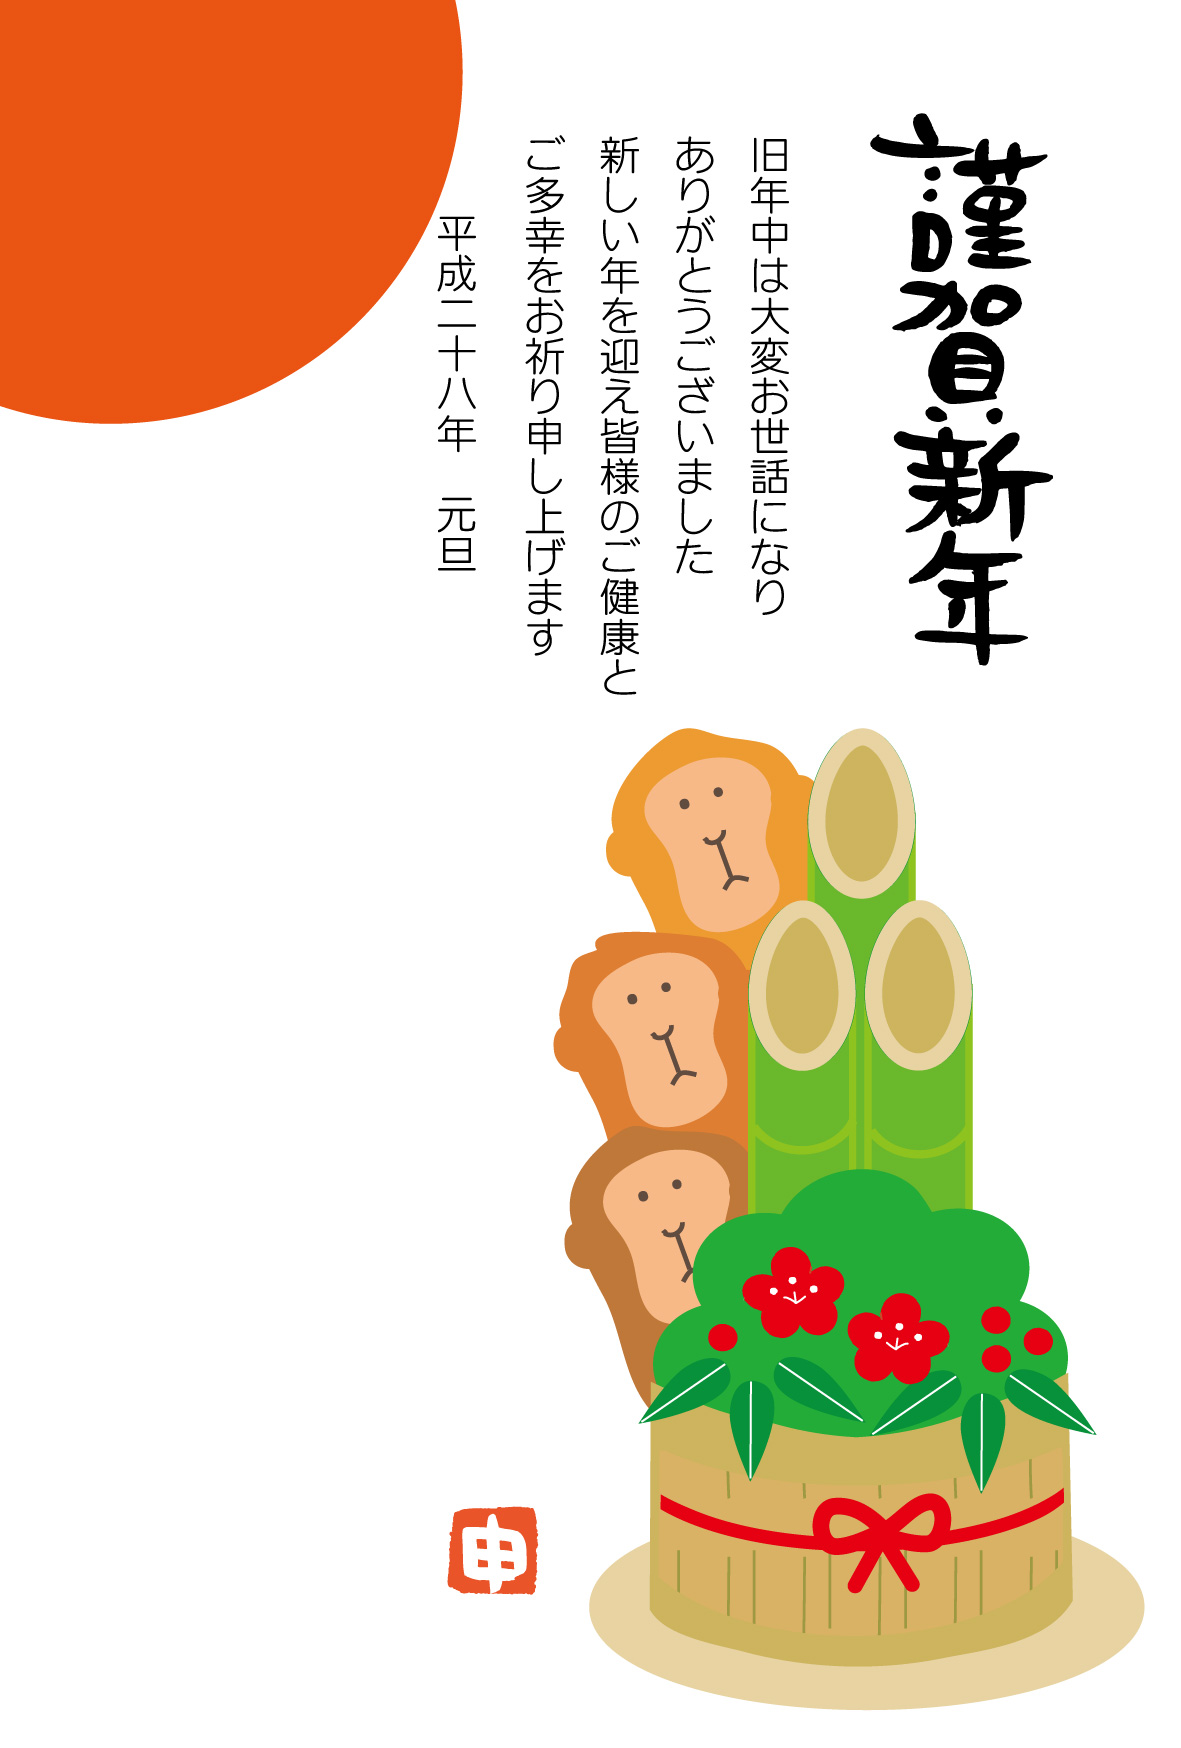 謹賀新年
旧年中は大変お世話になり
ありがとうございました
新しい年を迎え皆様のご健康と
ご多幸をお祈り申し上げます
平成二十八年　元旦
申